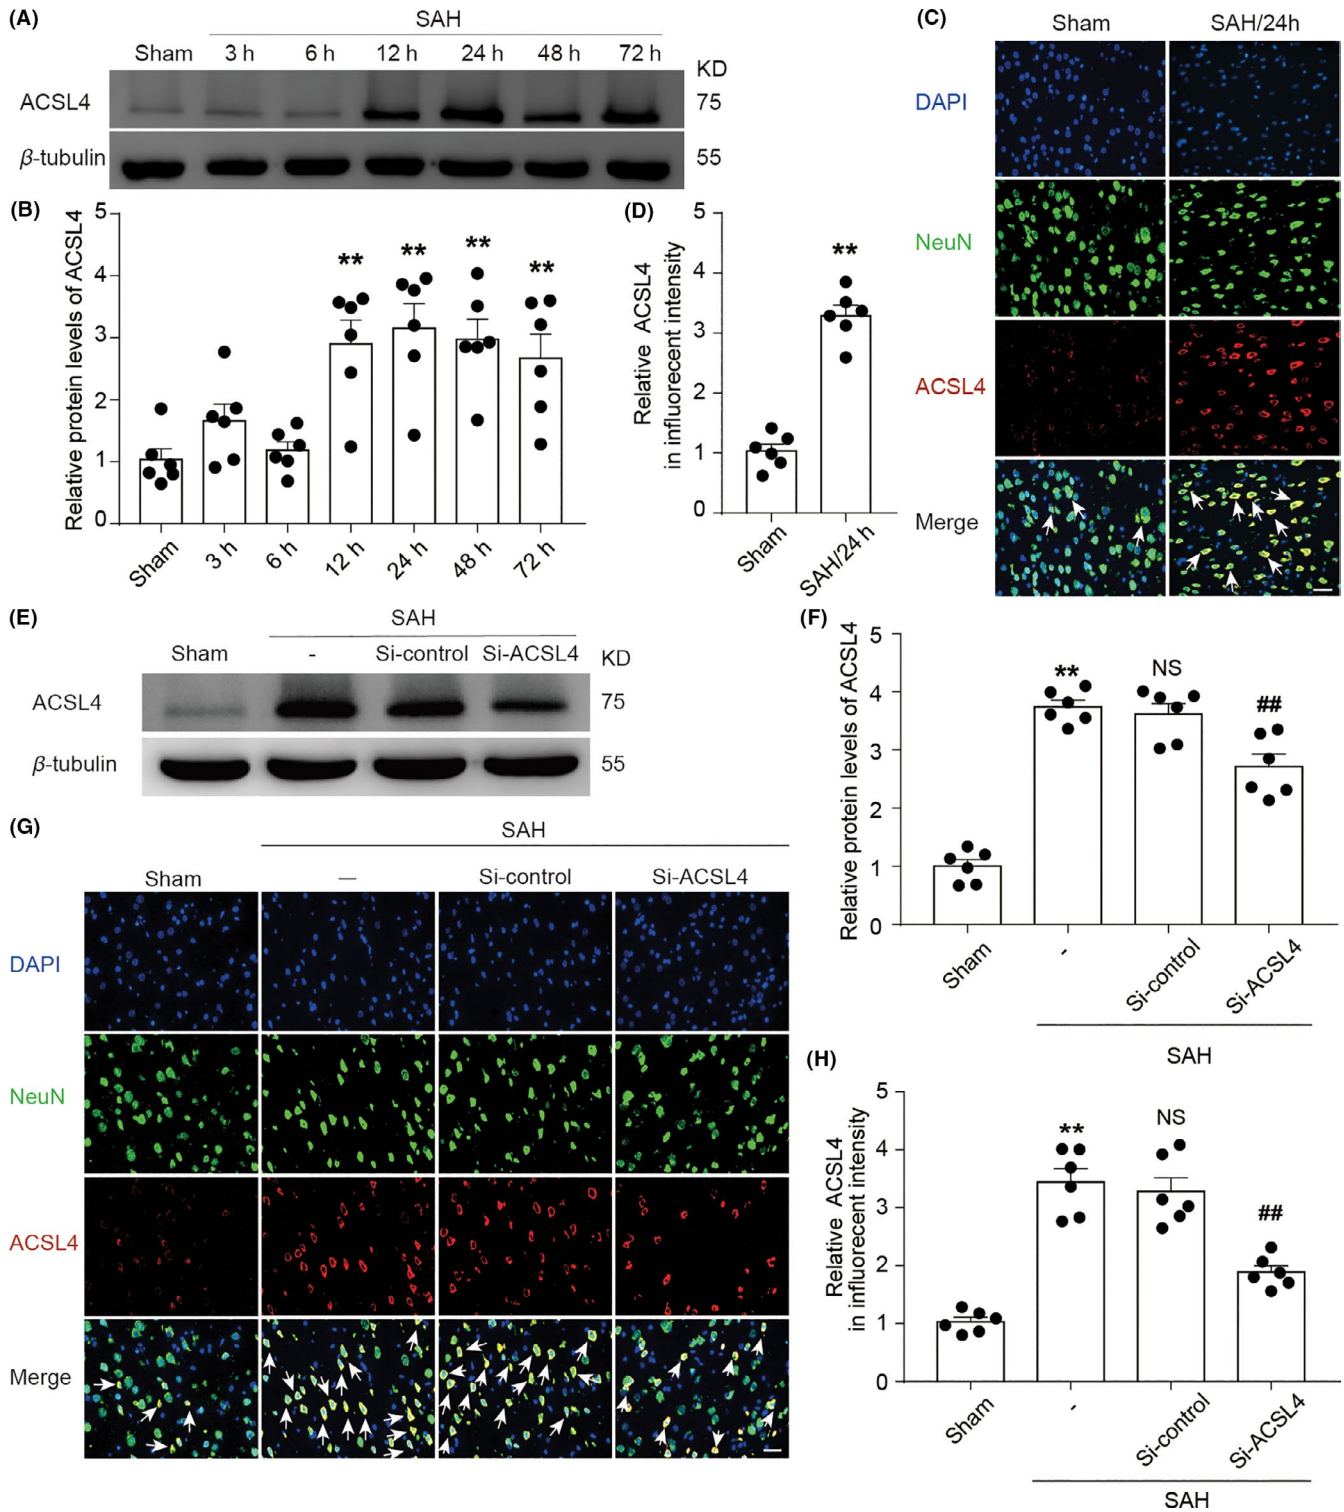 (A)
SAH
Sham 3 h 6 h 12 h 24 h 48 h 72 h
KD
ACSL4 75
β-tubulin 55
(B)
Relative protein levels of ACSL4
5
4
3
2
1
0
** ** ** **
Sham 3 h 6 h 12 h 24 h 48 h 72 h
(C)
Sham SAH/24h
DAPI
NeuN
ACSL4
Merge
(D)
Relative ACSL4
in influorecent intensity
5
4
3
2
1
0
**
Sham SAH/24h
(E)
SAH
Sham - Si-control Si-ACSL4
KD
ACSL4 75
β-tubulin 55
(F)
Relative protein levels of ACSL4
5
4
3
2
1
0
** NS ##
Sham - Si-control Si-ACSL4
SAH
(G)
SAH
Sham — Si-control Si-ACSL4
DAPI
NeuN
ACSL4
Merge
(H)
Relative ACSL4
in influorecent intensity
5
4
3
2
1
0
** NS ##
Sham - Si-control Si-ACSL4
SAH